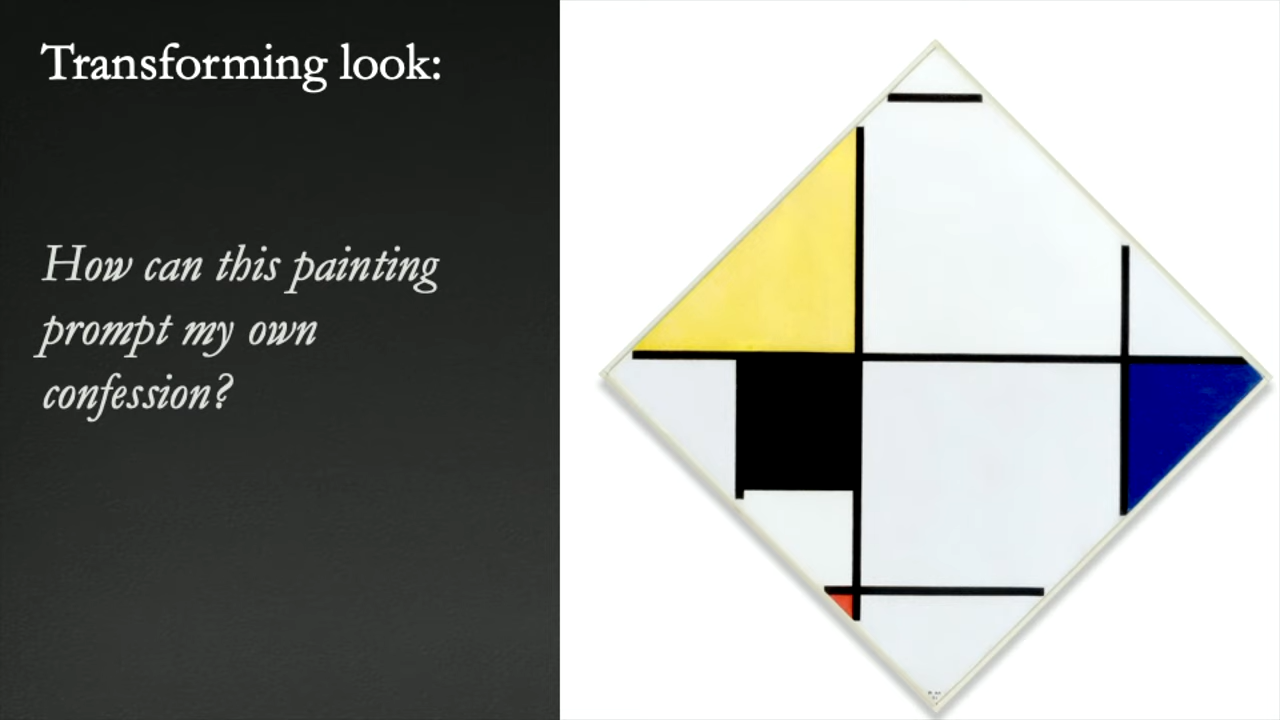 Transforming look:
How can this painting
prompt my own
confession?